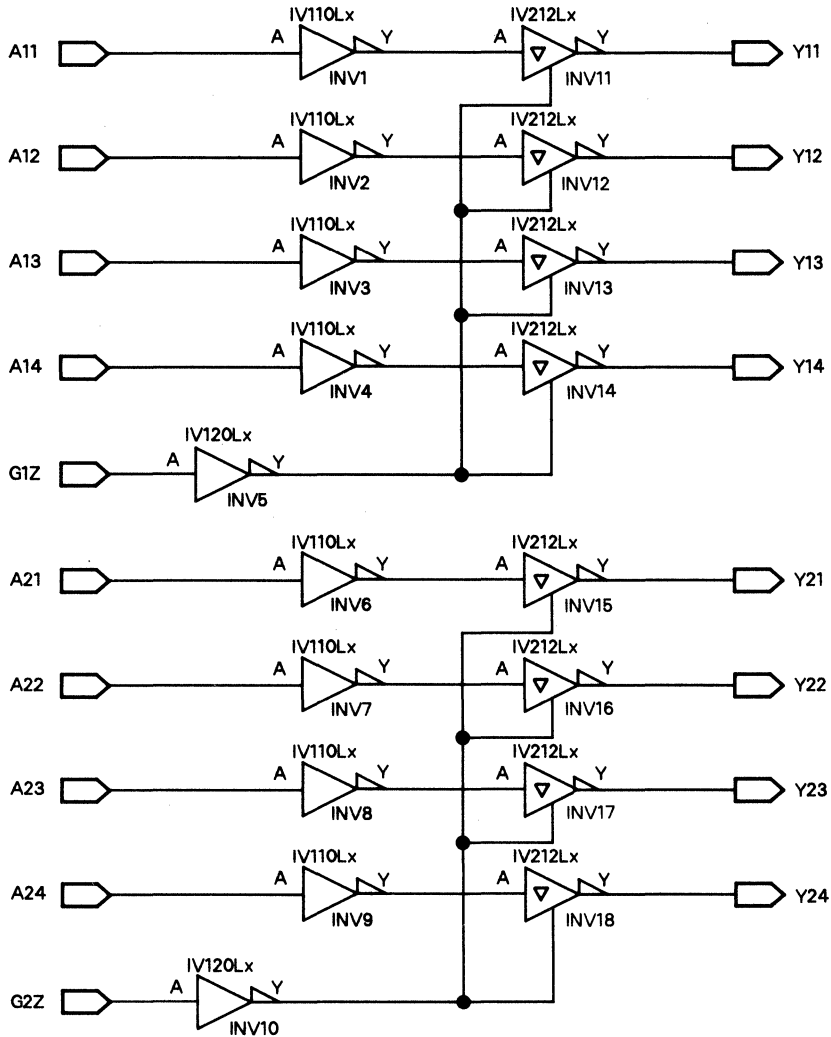 IV110Lx IV212Lx
A11 A Y A Y Y11
INV1 INV11
IV110Lx IV212Lx
A12 A Y A Y Y12
INV2 INV12
IV110Lx IV212Lx
A13 A Y A Y Y13
INV3 INV13
IV110Lx IV212Lx
A14 A Y A Y Y14
INV4 INV14
IV120Lx
G1Z A Y
INV5
IV110Lx IV212Lx
A21 A Y A Y Y21
INV6 INV15
IV110Lx IV212Lx
A22 A Y A Y Y22
INV7 INV16
IV110Lx IV212Lx
A23 A Y A Y Y23
INV8 INV17
IV110Lx IV212Lx
A24 A Y A Y Y24
INV9 INV18
IV120Lx
G2Z A Y
INV10